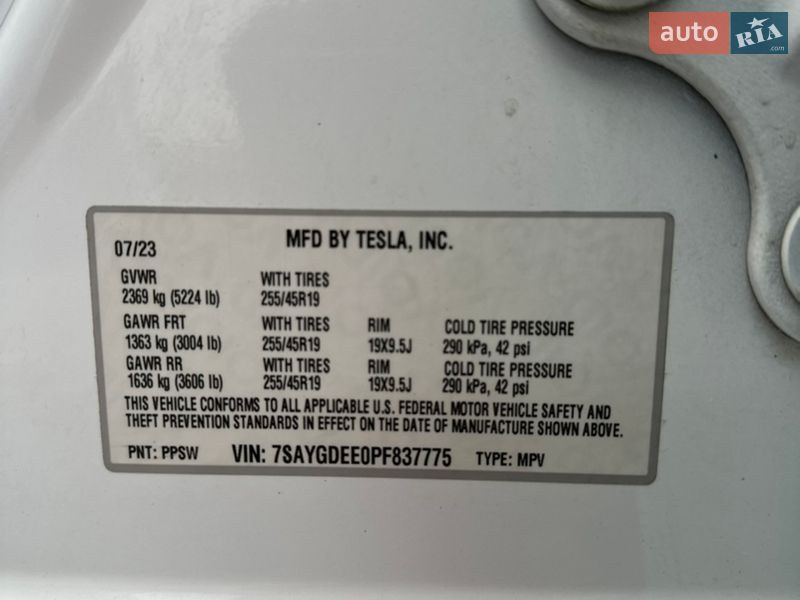 auto RIA.com
07/23 MFD BY TESLA, INC.
GVWR WITH TIRES
2369 kg (5224 lb) 255/45R19
GAWR FRT WITH TIRES RIM COLD TIRE PRESSURE
1363 kg (3004 lb) 255/45R19 19X9.5J 290 kPa, 42 psi
GAWR RR WITH TIRES RIM COLD TIRE PRESSURE
1636 kg (3606 lb) 255/45R19 19X9.5J 290 kPa, 42 psi
THIS VEHICLE CONFORMS TO ALL APPLICABLE U.S. FEDERAL MOTOR VEHICLE SAFETY AND
THEFT PREVENTION STANDARDS IN EFFECT ON THE DATE OF MANUFACTURE SHOWN ABOVE.
PNT: PPSW VIN: 7SAYGDEE0PF837775 TYPE: MPV